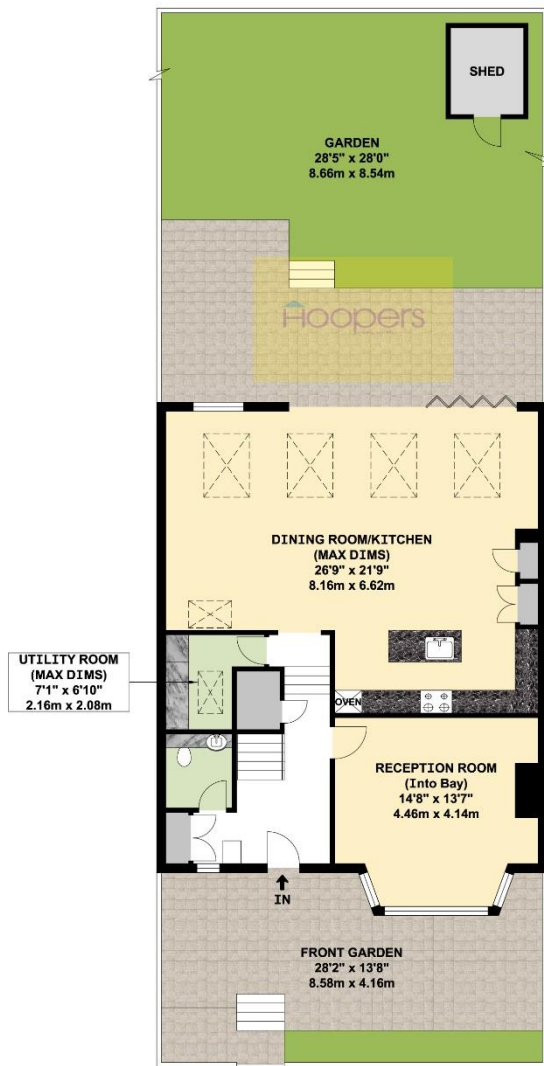 SHED
GARDEN
28'5" x 28'0"
8.66m x 8.54m
Hoopers
DINING ROOM/KITCHEN
(MAX DIMS)
26'9" x 21'9"
8.16m x 6.62m
UTILITY ROOM
(MAX DIMS)
7'1" x 6'10"
2.16m x 2.08m
OVEN
RECEPTION ROOM
(Into Bay)
14'8" x 13'7"
4.46m x 4.14m
IN
FRONT GARDEN
28'2" x 13'8"
8.58m x 4.16m